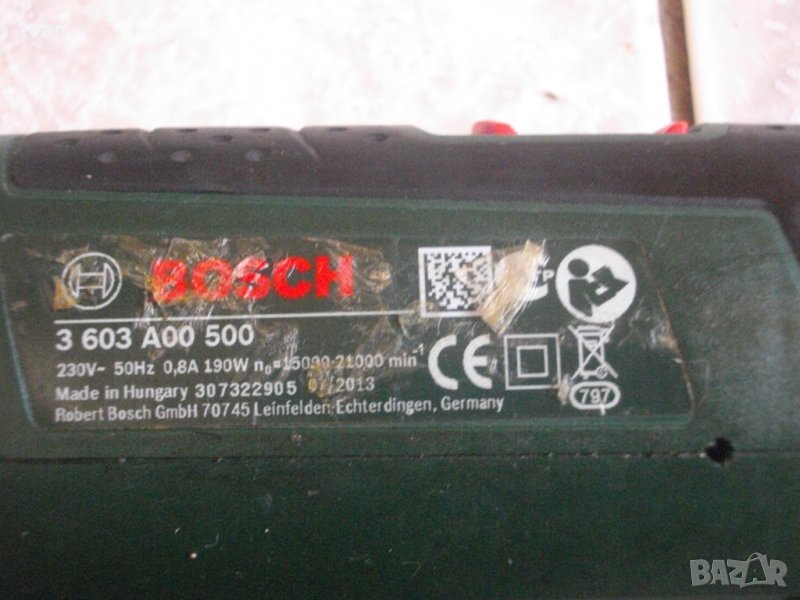 BOSCH
3 603 A00 500
230V~ 50Hz 0,8A 190W n₀=15000-21000 min⁻¹
Made in Hungary 307322905 /2013
Robert Bosch GmbH 70745 Leinfelden-Echterdingen, Germany
CE
797
BAZAR